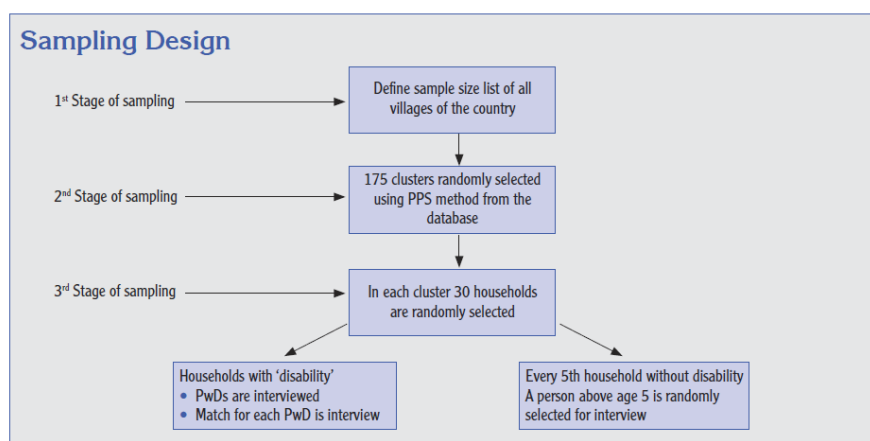 Sampling Design
1st Stage of sampling
Define sample size list of all
villages of the country
2nd Stage of sampling
175 clusters randomly selected
using PPS method from the
database
3rd Stage of sampling
In each cluster 30 households
are randomly selected
Households with ‘disability’
• PwDs are interviewed
• Match for each PwD is interview
Every 5th household without disability
A person above age 5 is randomly
selected for interview